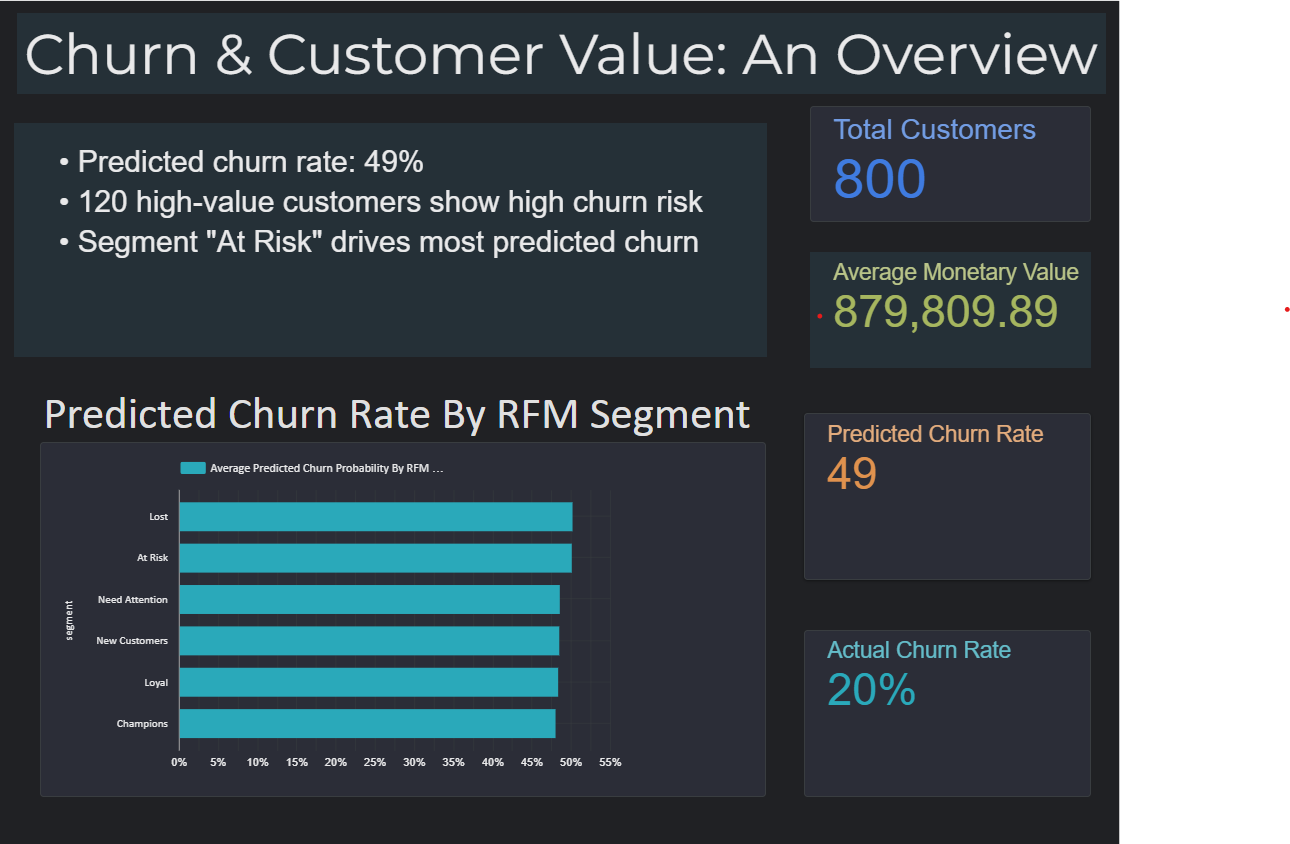 Churn & Customer Value: An Overview
• Predicted churn rate: 49%
• 120 high-value customers show high churn risk
• Segment "At Risk" drives most predicted churn
Total Customers
800
Average Monetary Value
879,809.89
Predicted Churn Rate By RFM Segment
Average Predicted Churn Probability By RFM ...
segment
Lost
At Risk
Need Attention
New Customers
Loyal
Champions
0% 5% 10% 15% 20% 25% 30% 35% 40% 45% 50% 55%
Predicted Churn Rate
49
Actual Churn Rate
20%